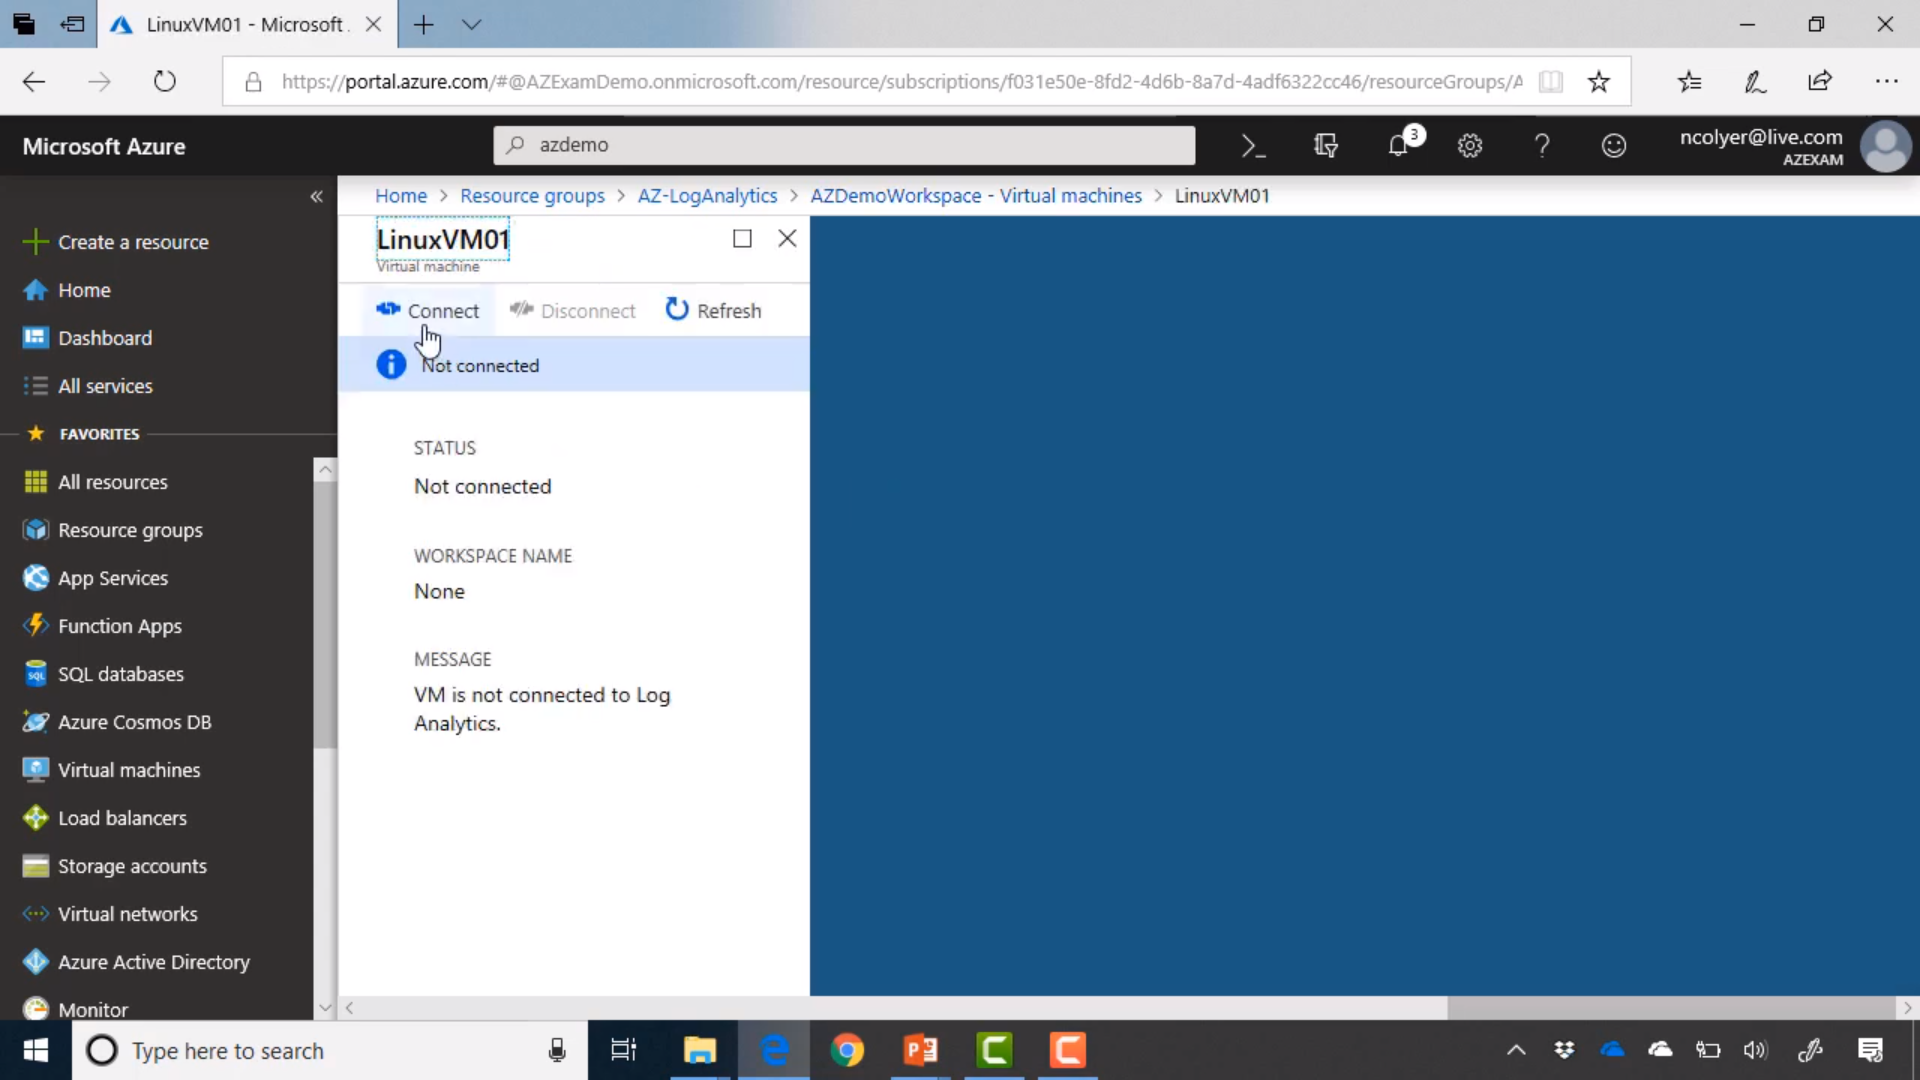 LinuxVM01 - Microsoft .
https://portal.azure.com/#@AZExamDemo.onmicrosoft.com/resource/subscriptions/f031e50e-8fd2-4d6b-8a7d-4adf6322cc46/resourceGroups/A
Microsoft Azure
azdemo
3
ncolyer@live.com
AZEXAM
Home > Resource groups > AZ-LogAnalytics > AZDemoWorkspace - Virtual machines > LinuxVM01
Create a resource
Home
Dashboard
All services
FAVORITES
All resources
Resource groups
App Services
Function Apps
SQL databases
Azure Cosmos DB
Virtual machines
Load balancers
Storage accounts
Virtual networks
Azure Active Directory
Monitor
LinuxVM01
Virtual machine
Connect
Disconnect
Refresh
Not connected
STATUS
Not connected
WORKSPACE NAME
None
MESSAGE
VM is not connected to Log
Analytics.
Type here to search